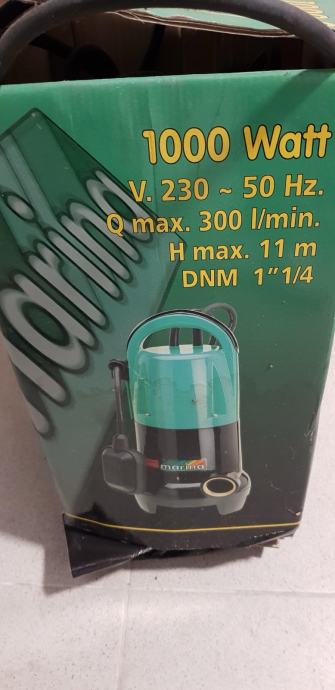 marina
1000 Watt
V. 230 ~ 50 Hz.
Q max. 300 l/min.
H max. 11 m
DNM 1"1/4
marina